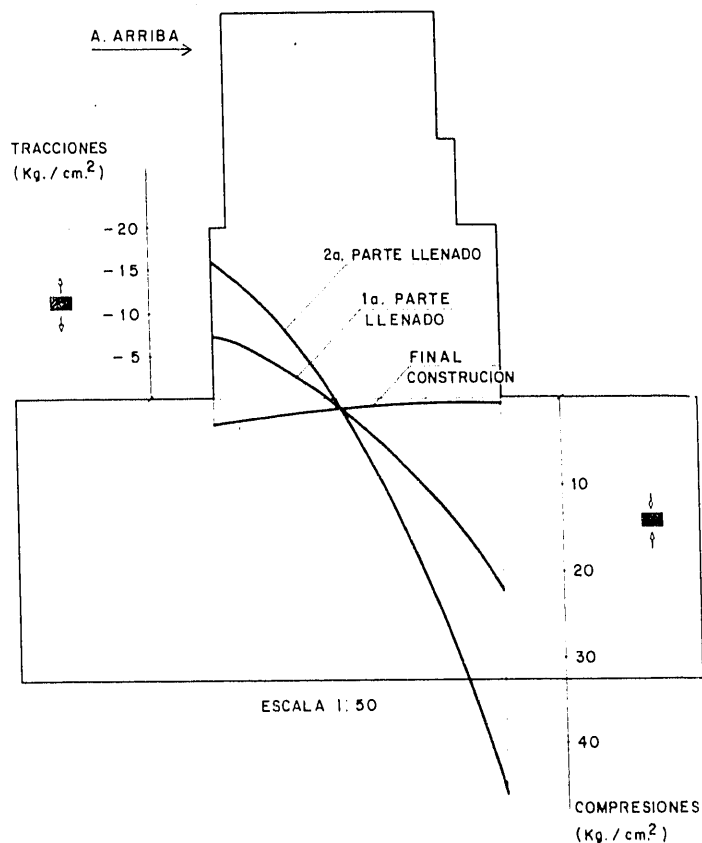 A. ARRIBA
TRACCIONES
(Kg./cm.²)
-20
-15
-10
-5
2a. PARTE LLENADO
1a. PARTE
LLENADO
FINAL
CONSTRUCION
10
20
30
40
ESCALA 1:50
COMPRESIONES
(Kg./cm.²)